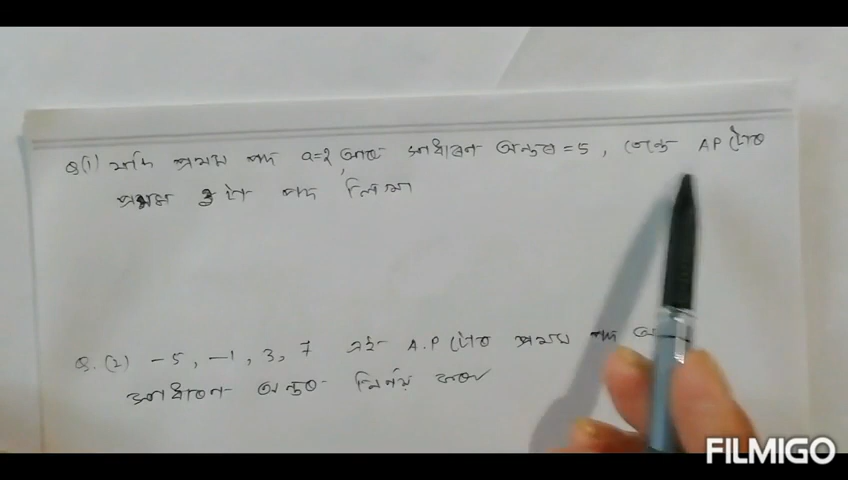 Q(1) যদি প্ৰথম পদ a=2, আৰু সাধাৰণ অন্তৰ = 5, তেন্তে AP টোৰ
প্ৰথম 3 টা পদ লিখা
Q.(2) -5, -1, 3, 7 এই A.P টোৰ প্ৰথম পদ
সাধাৰণ অন্তৰ নিৰ্ণয় কৰা
FILMIGO